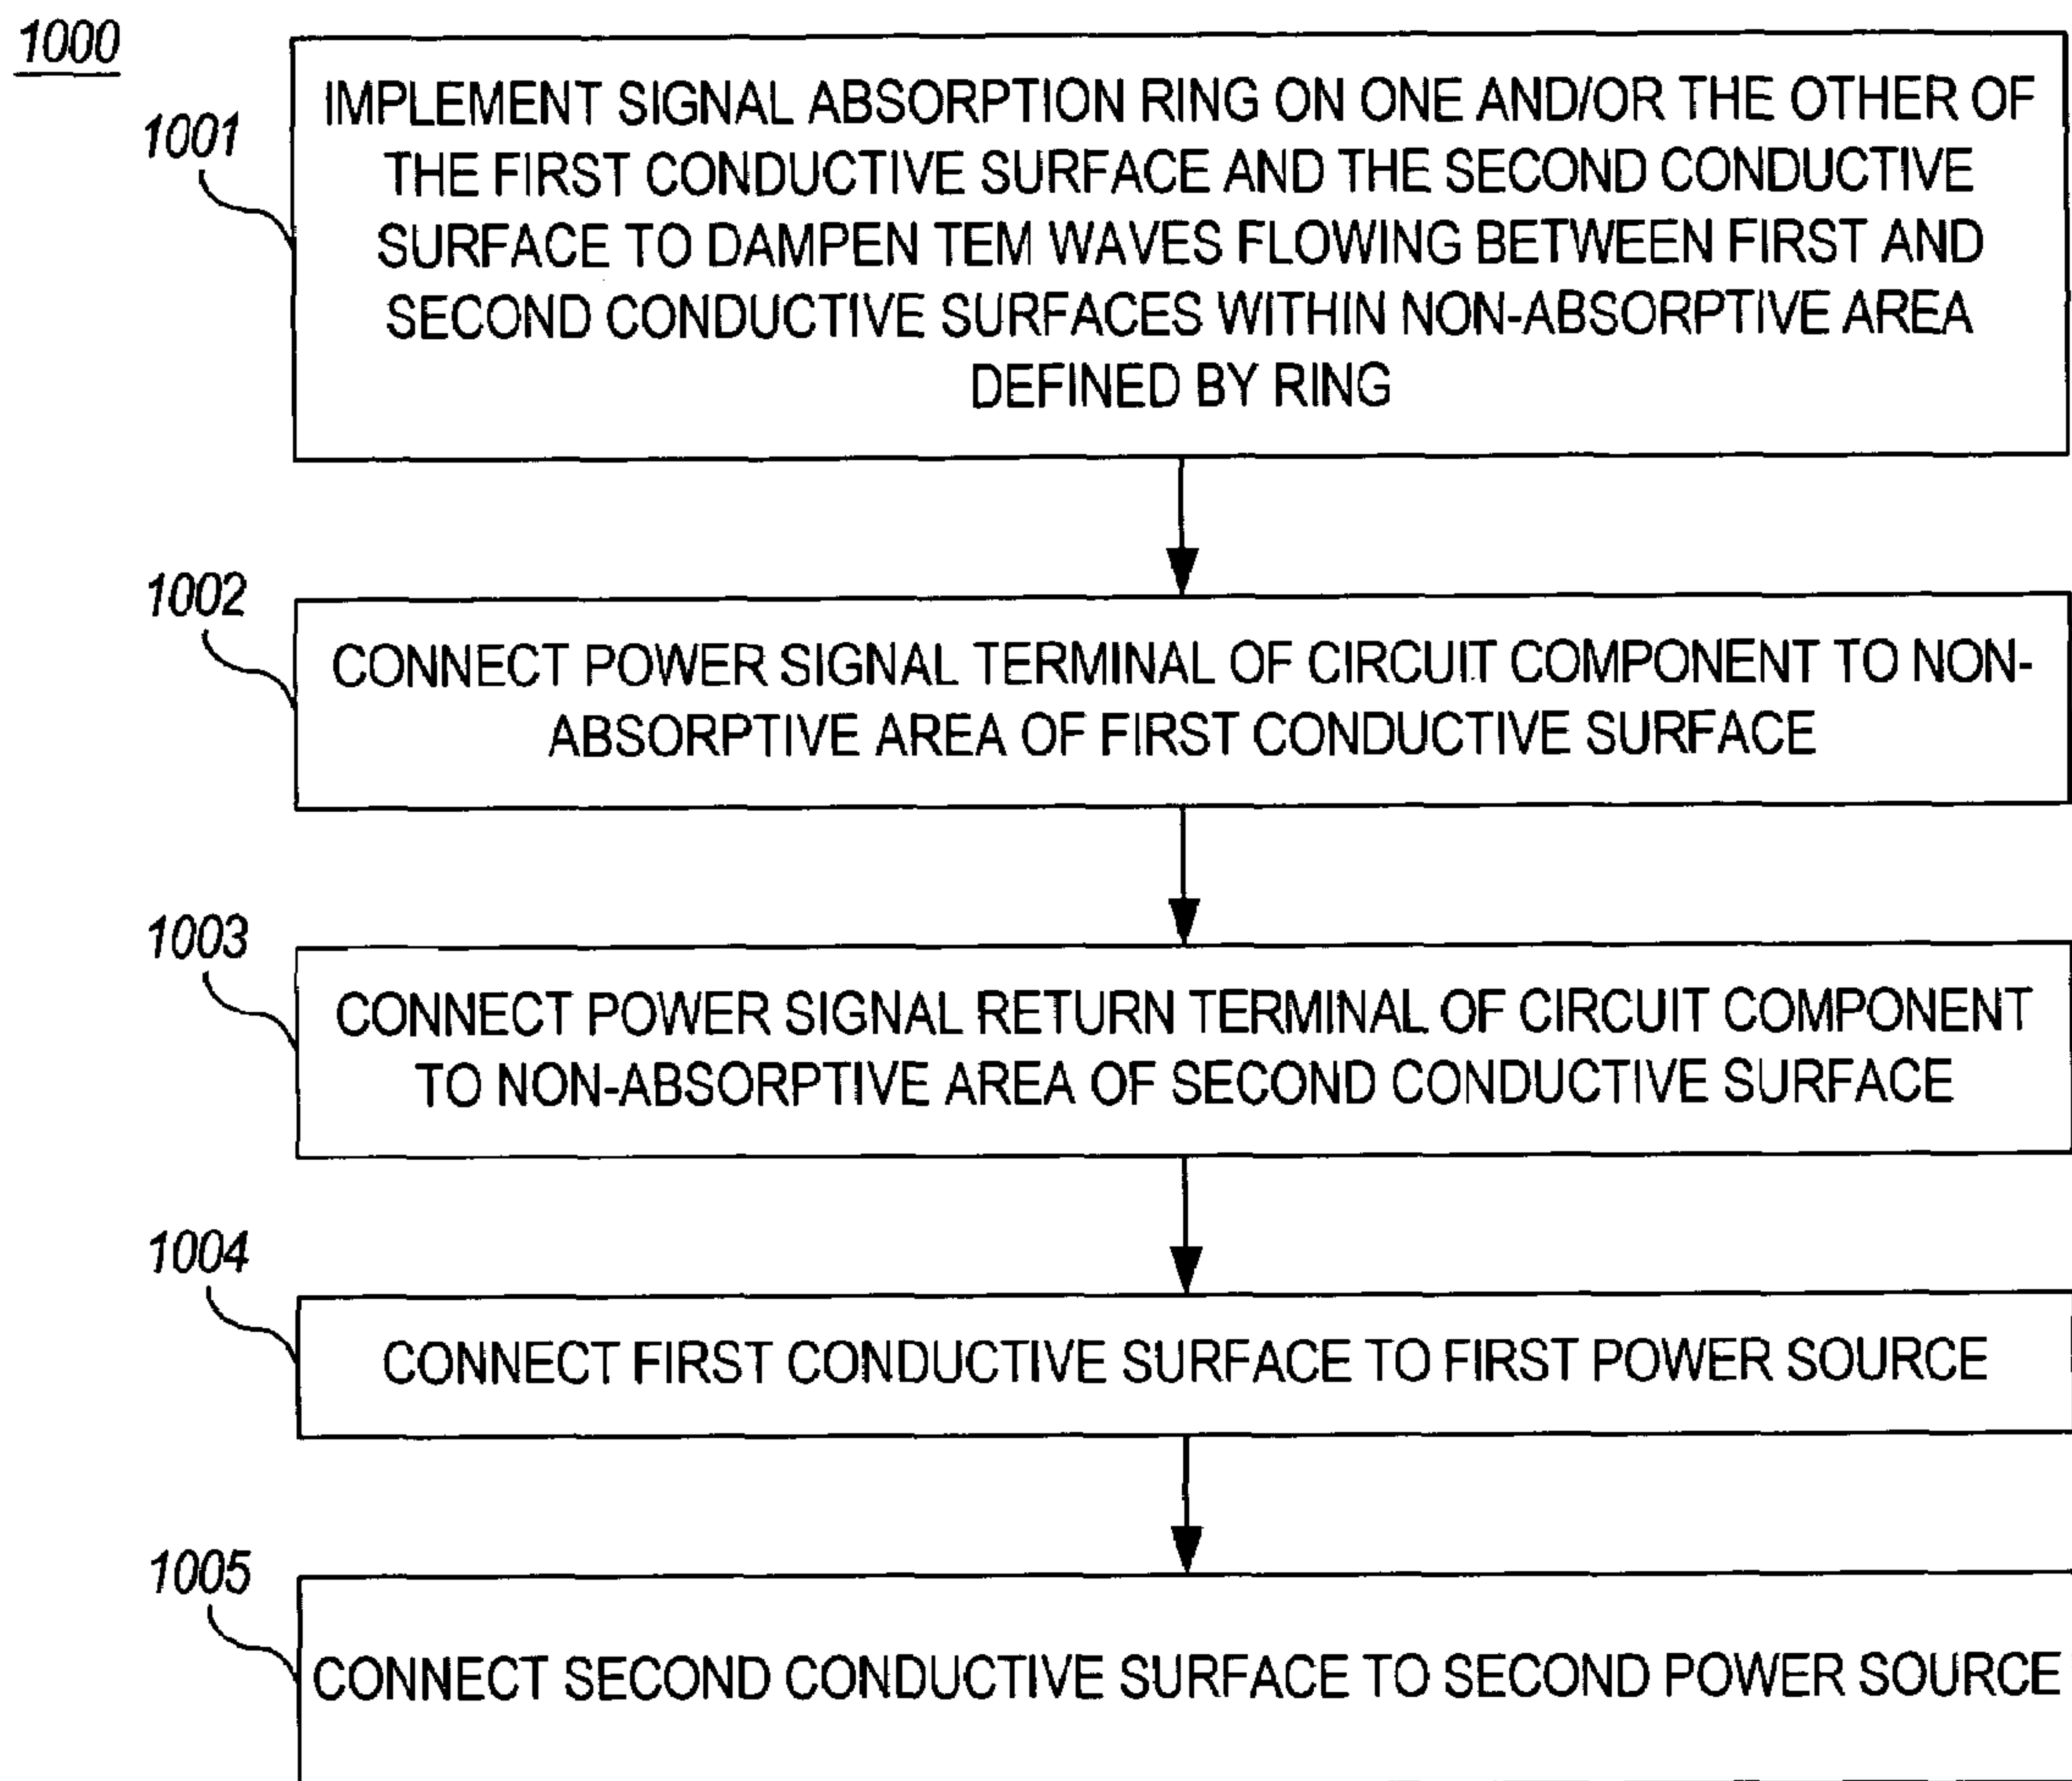 1000
1001
IMPLEMENT SIGNAL ABSORPTION RING ON ONE AND/OR THE OTHER OF
THE FIRST CONDUCTIVE SURFACE AND THE SECOND CONDUCTIVE
SURFACE TO DAMPEN TEM WAVES FLOWING BETWEEN FIRST AND
SECOND CONDUCTIVE SURFACES WITHIN NON-ABSORPTIVE AREA
DEFINED BY RING
1002
CONNECT POWER SIGNAL TERMINAL OF CIRCUIT COMPONENT TO NON-
ABSORPTIVE AREA OF FIRST CONDUCTIVE SURFACE
1003
CONNECT POWER SIGNAL RETURN TERMINAL OF CIRCUIT COMPONENT
TO NON-ABSORPTIVE AREA OF SECOND CONDUCTIVE SURFACE
1004
CONNECT FIRST CONDUCTIVE SURFACE TO FIRST POWER SOURCE
1005
CONNECT SECOND CONDUCTIVE SURFACE TO SECOND POWER SOURCE